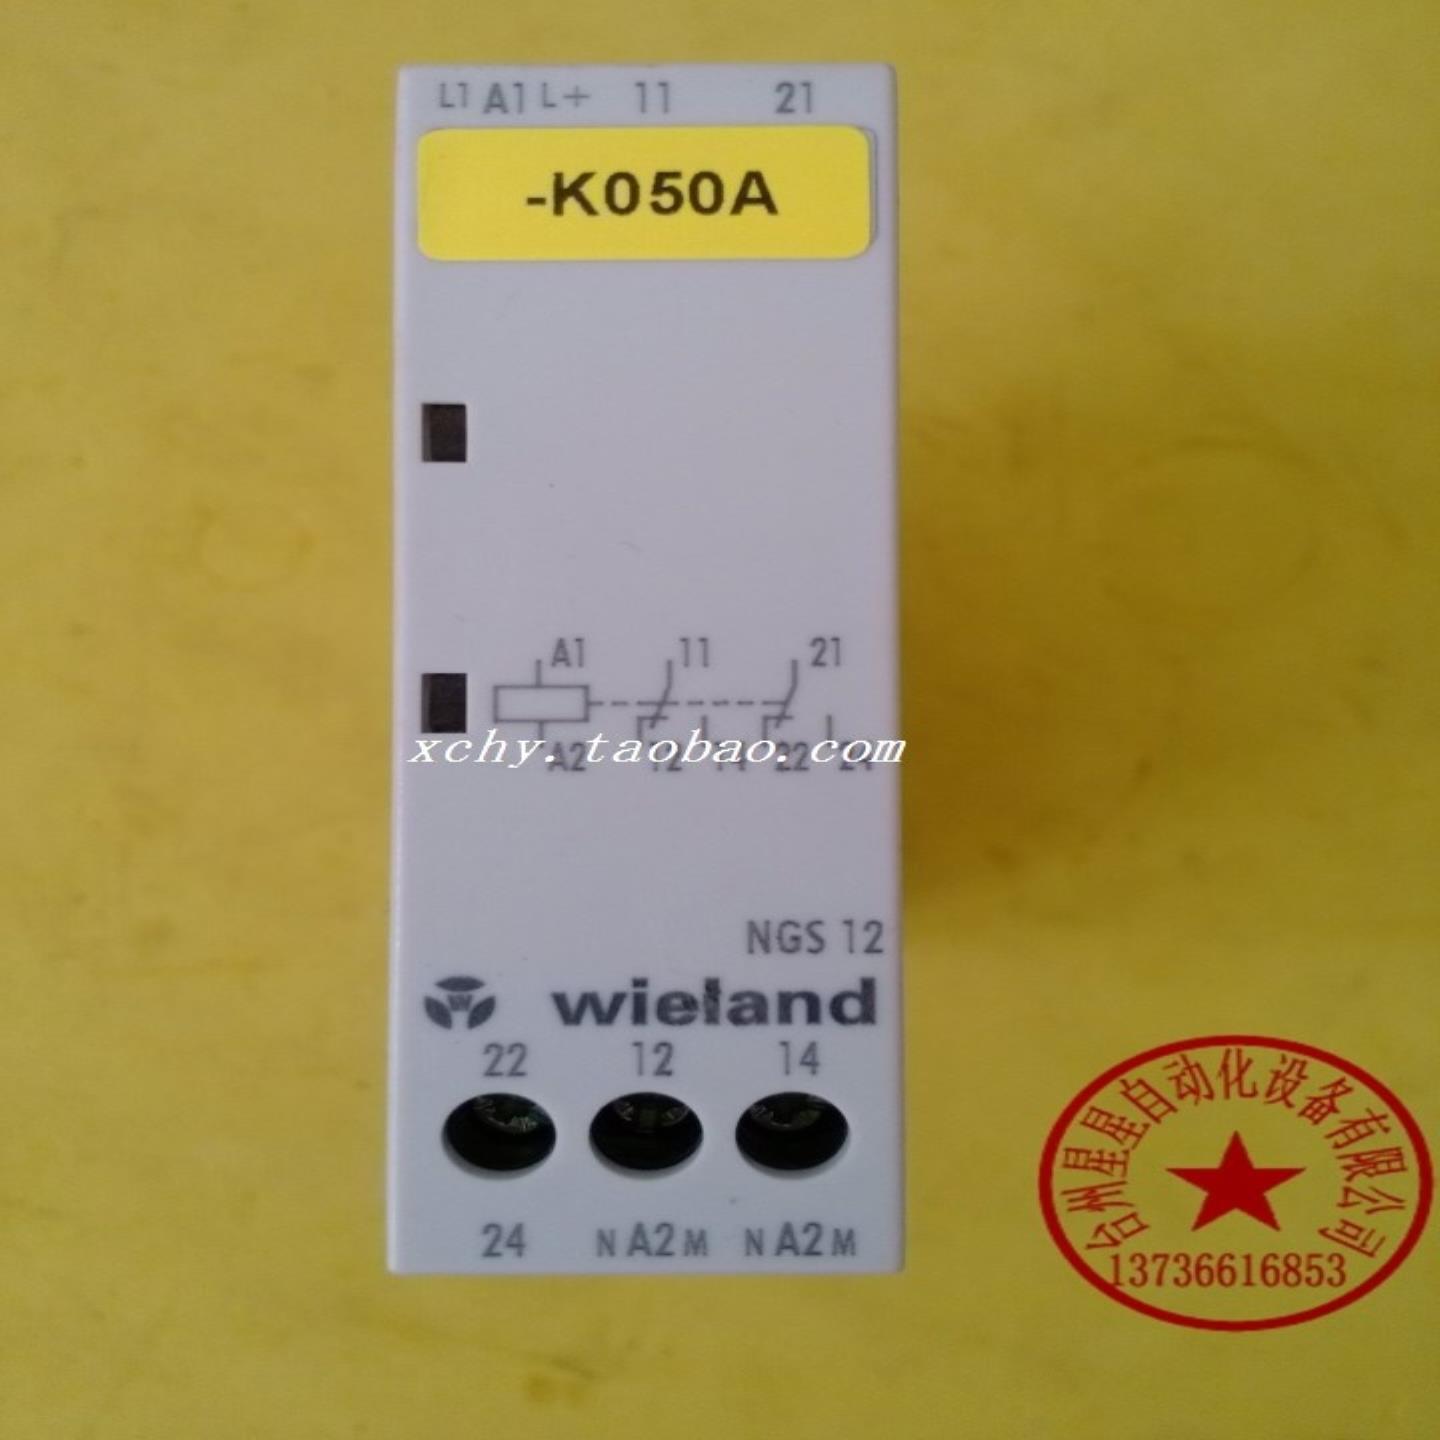 L1 A1 L+ 11 21
-K050A
A1 11 21
A2 12 14 22 24
xchy.taobao.com
NGS 12
wieland
22 12 14
24 N A2 M N A2 M
台州星星自动化设备有限公司
13736616853